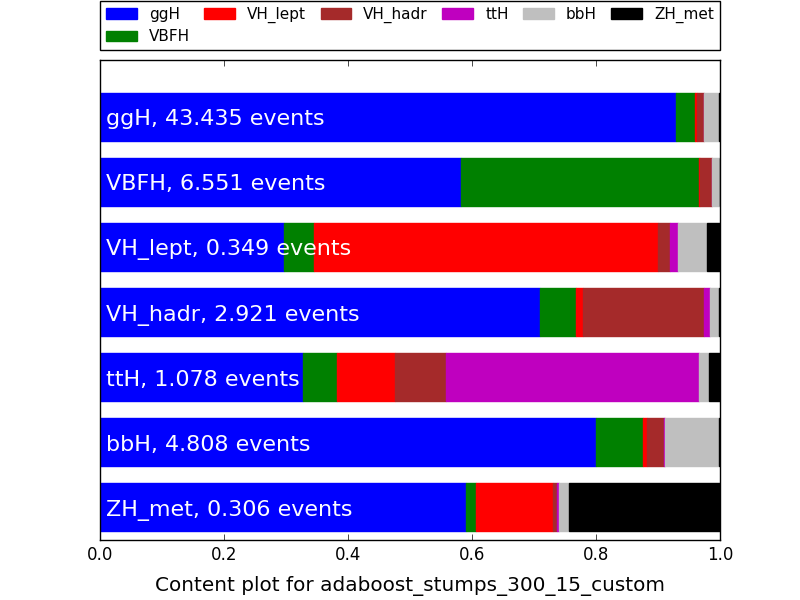 ggH VH_lept VH_hadr ttH bbH ZH_met
VBFH
ggH, 43.435 events
VBFH, 6.551 events
VH_lept, 0.349 events
VH_hadr, 2.921 events
ttH, 1.078 events
bbH, 4.808 events
ZH_met, 0.306 events
0.0 0.2 0.4 0.6 0.8 1.0
Content plot for adaboost_stumps_300_15_custom